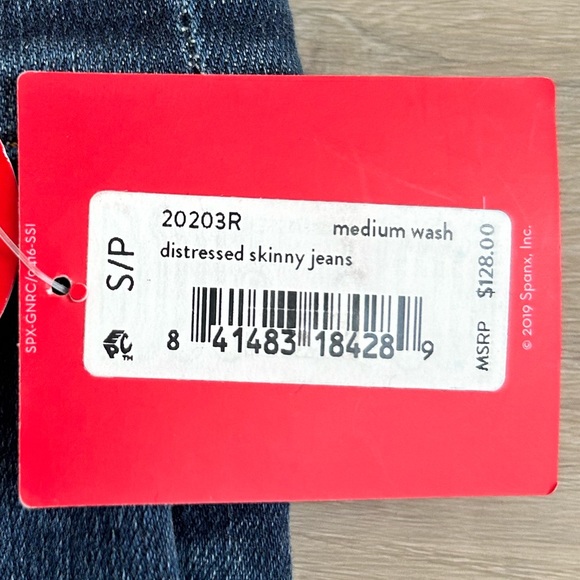 20203R
medium wash
distressed skinny jeans
S/P
8 41483 18428 9
MSRP $128.00
© 2019 Spanx, Inc.